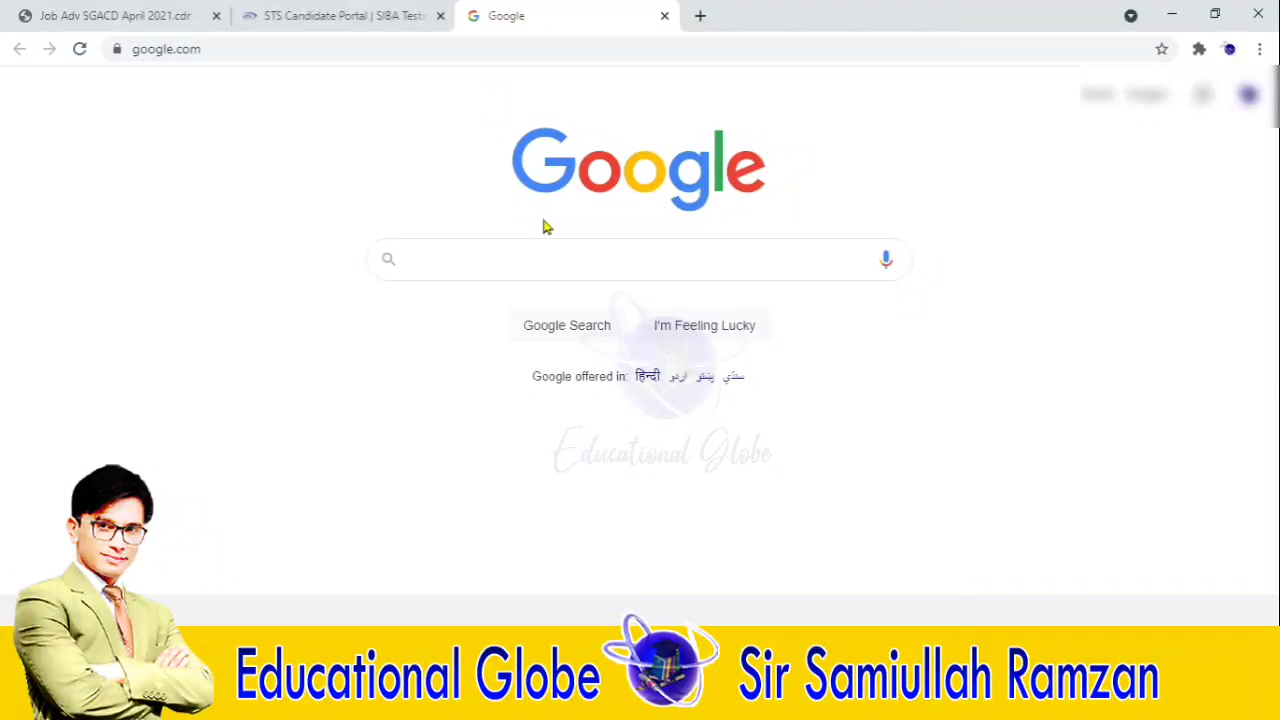 Job Adv SGACD April 2021.cdr
STS Candidate Portal | SIBA Testi
Google
google.com
Google
Google Search
I'm Feeling Lucky
Google offered in: हिन्दी اردو پښتو سنڌي
Educational Globe
Educational Globe
Sir Samiullah Ramzan